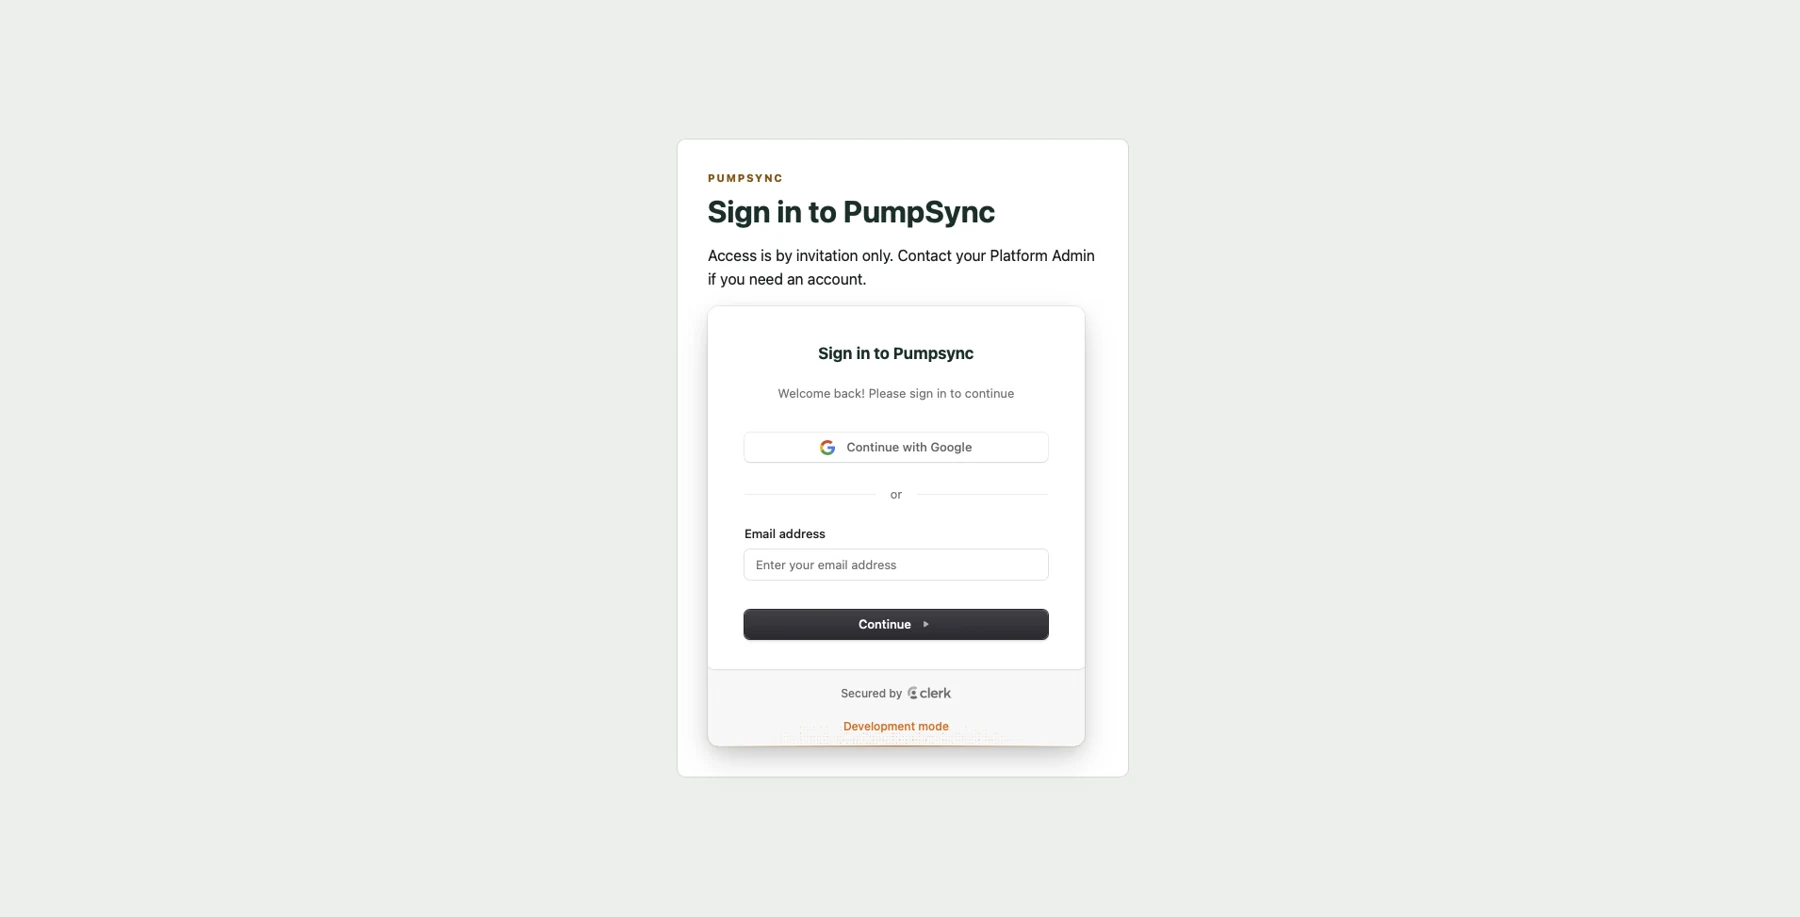 PUMPSYNC
Sign in to PumpSync
Access is by invitation only. Contact your Platform Admin
if you need an account.
Sign in to Pumpsync
Welcome back! Please sign in to continue
Continue with Google
or
Email address
Enter your email address
Continue
Secured by clerk
Development mode